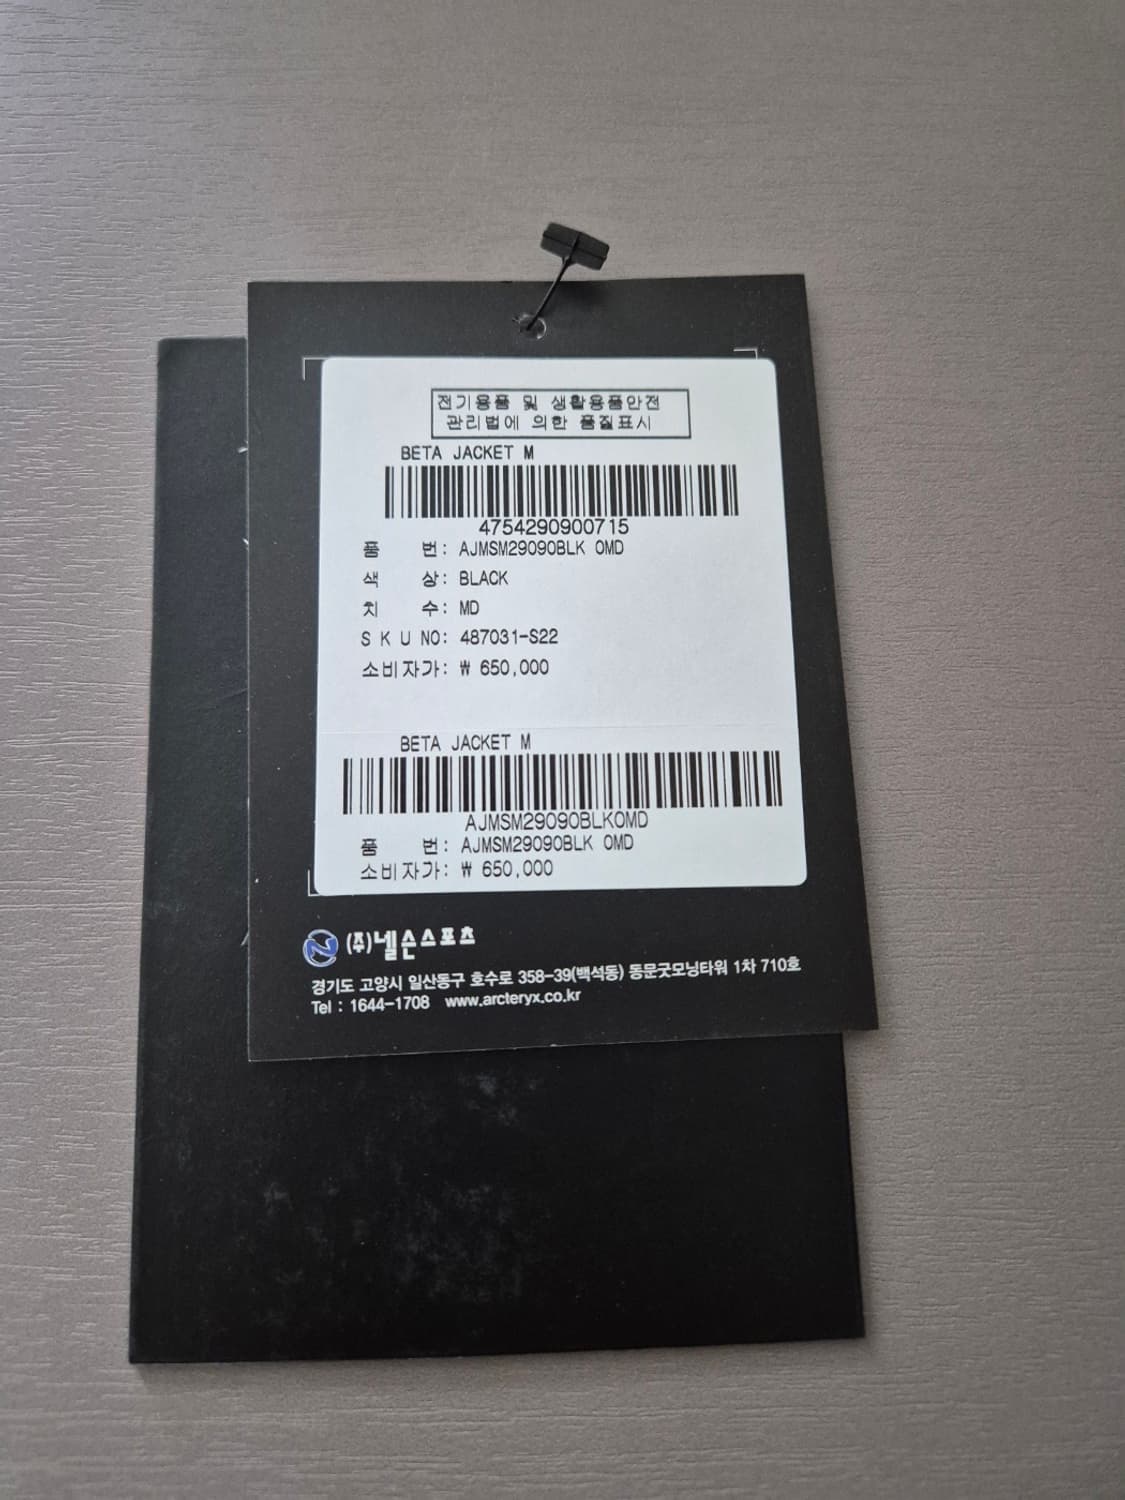 전기용품 및 생활용품안전
관리법에 의한 품질표시
BETA JACKET M
4754290900715
품 번: AJMSM29090BLK 0MD
색 상: BLACK
치 수: MD
S K U NO: 487031-S22
소비자가: ₩ 650,000
BETA JACKET M
AJMSM29090BLK0MD
품 번: AJMSM29090BLK 0MD
소비자가: ₩ 650,000
(주)넬슨스포츠
경기도 고양시 일산동구 호수로 358-39(백석동) 동문굿모닝타워 1차 710호
Tel : 1644-1708 www.arcteryx.co.kr